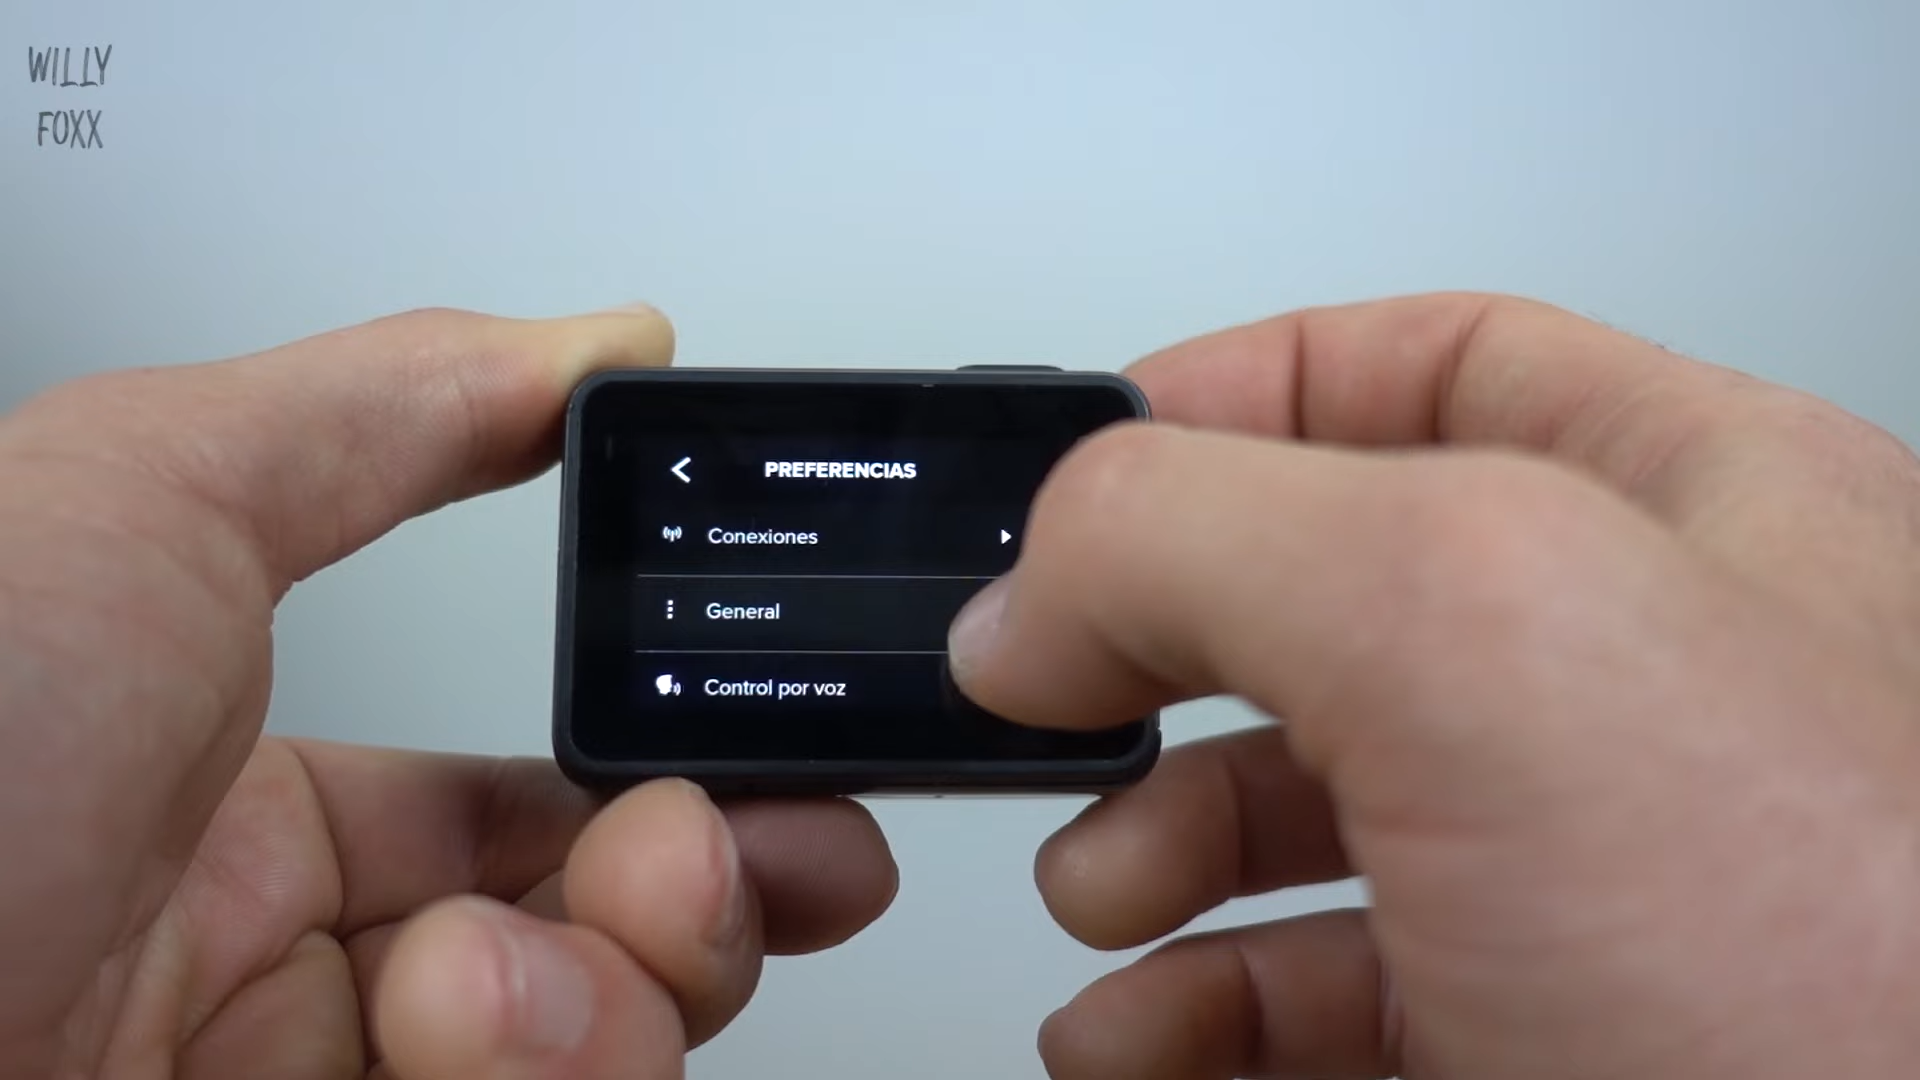 WILLY
FOXX
PREFERENCIAS
Conexiones
General
Control por voz